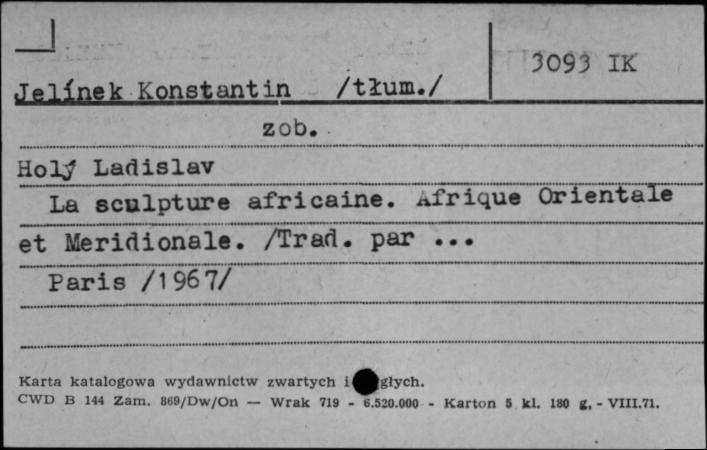 3093 IK
Jelínek Konstantin /tłum./
zob.
Holý Ladislav
La sculpture africaine. Afrique Orientale
et Meridionale. /Trad. par ...
Paris /1967/
Karta katalogowa wydawnictw zwartych i głych.
CWD B 144 Zam. 869/Dw/On — Wrak 719 - 6.520.000 - Karton 5 kl. 180 g, - VIII.71.